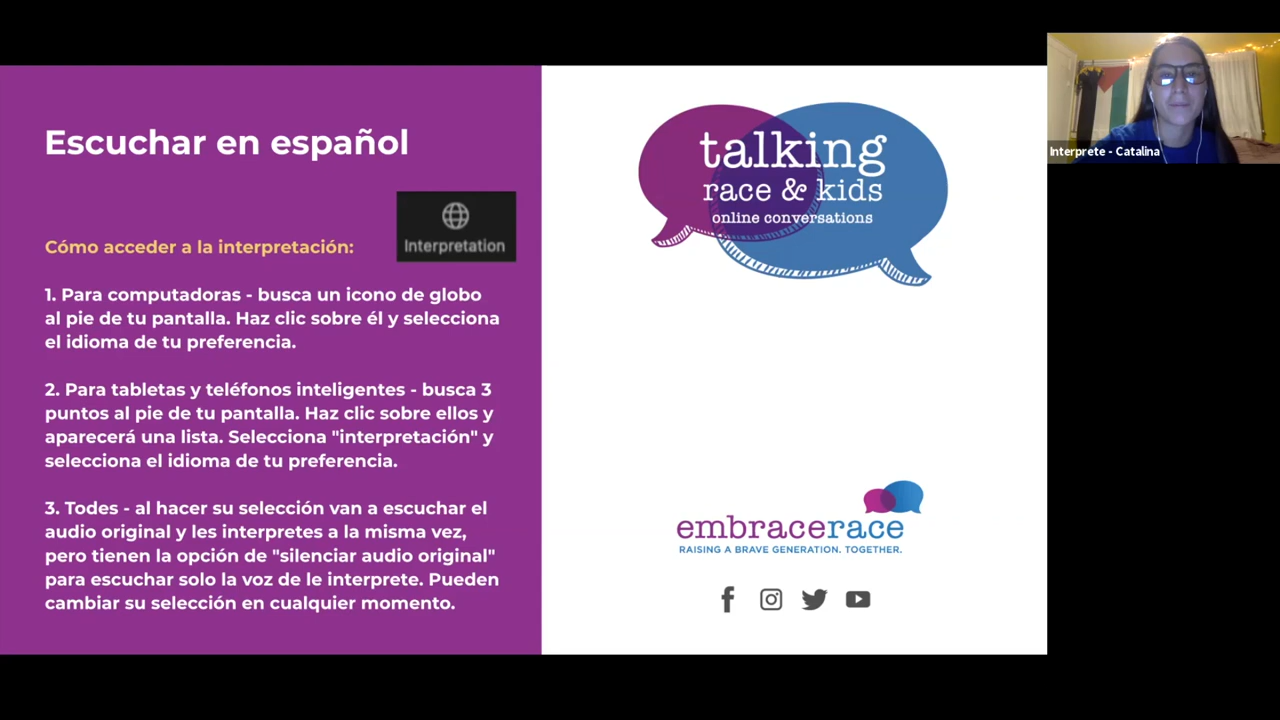 Escuchar en español
Interpretation
Cómo acceder a la interpretación:
1. Para computadoras - busca un icono de globo
al pie de tu pantalla. Haz clic sobre él y selecciona
el idioma de tu preferencia.
2. Para tabletas y teléfonos inteligentes - busca 3
puntos al pie de tu pantalla. Haz clic sobre ellos y
aparecerá una lista. Selecciona "interpretación" y
selecciona el idioma de tu preferencia.
3. Todes - al hacer su selección van a escuchar el
audio original y les interpretes a la misma vez,
pero tienen la opción de "silenciar audio original"
para escuchar solo la voz de le interprete. Pueden
cambiar su selección en cualquier momento.
talking
race & kids
online conversations
embracerace
RAISING A BRAVE GENERATION. TOGETHER.
Interprete - Catalina